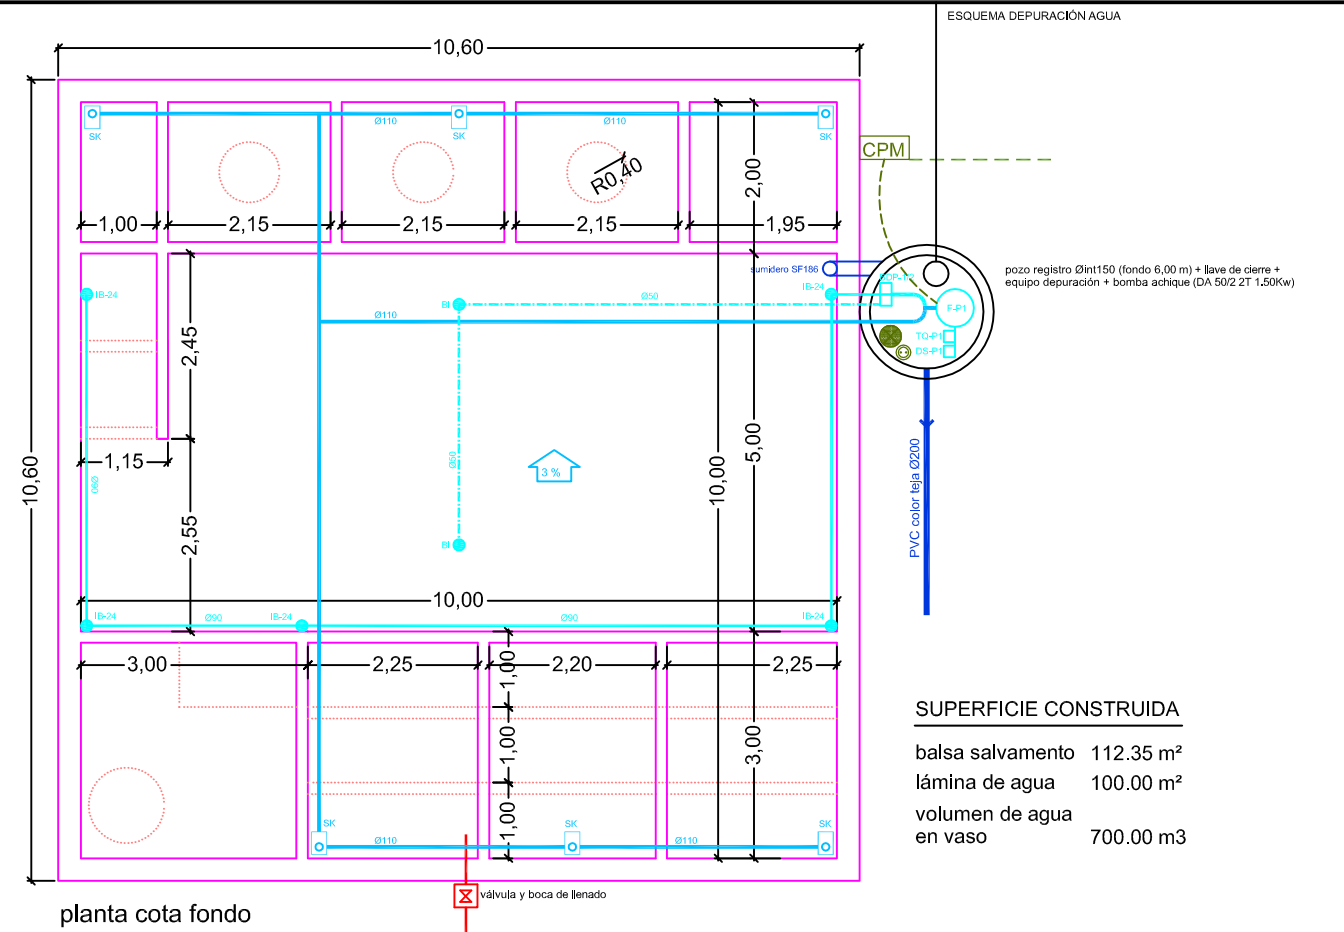 ESQUEMA DEPURACIÓN AGUA
10,60
Ø110
Ø110
SK
SK
SK
CPM
R0,40
2,00
1,00
2,15
2,15
2,15
1,95
sumidero SF186
pozo registro Øint150 (fondo 6,00 m) + llave de cierre +
equipo depuración + bomba achique (DA 50/2 2T 1.50Kw)
IB-24
BI
Ø50
IB-24
F-P1
Ø110
TQ-P1
DS-P1
2,45
10,60
1,15
Ø90
Ø50
3 %
10,00
5,00
PVC color teja Ø200
2,55
BI
10,00
IB-24
Ø90
IB-24
Ø90
IB-24
3,00
2,25
1,00
2,20
2,25
1,00
3,00
1,00
SK
SK
SK
Ø110
Ø110
válvula y boca de llenado
planta cota fondo
SUPERFICIE CONSTRUIDA
balsa salvamento 112.35 m²
lámina de agua 100.00 m²
volumen de agua
en vaso 700.00 m3